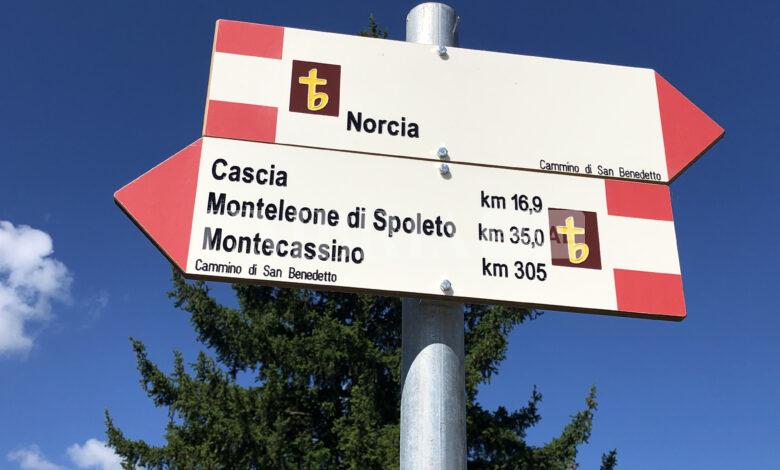 Norcia
Cammino di San Benedetto
Cascia km 16,9
Monteleone di Spoleto km 35,0
Montecassino km 305
Cammino di San Benedetto